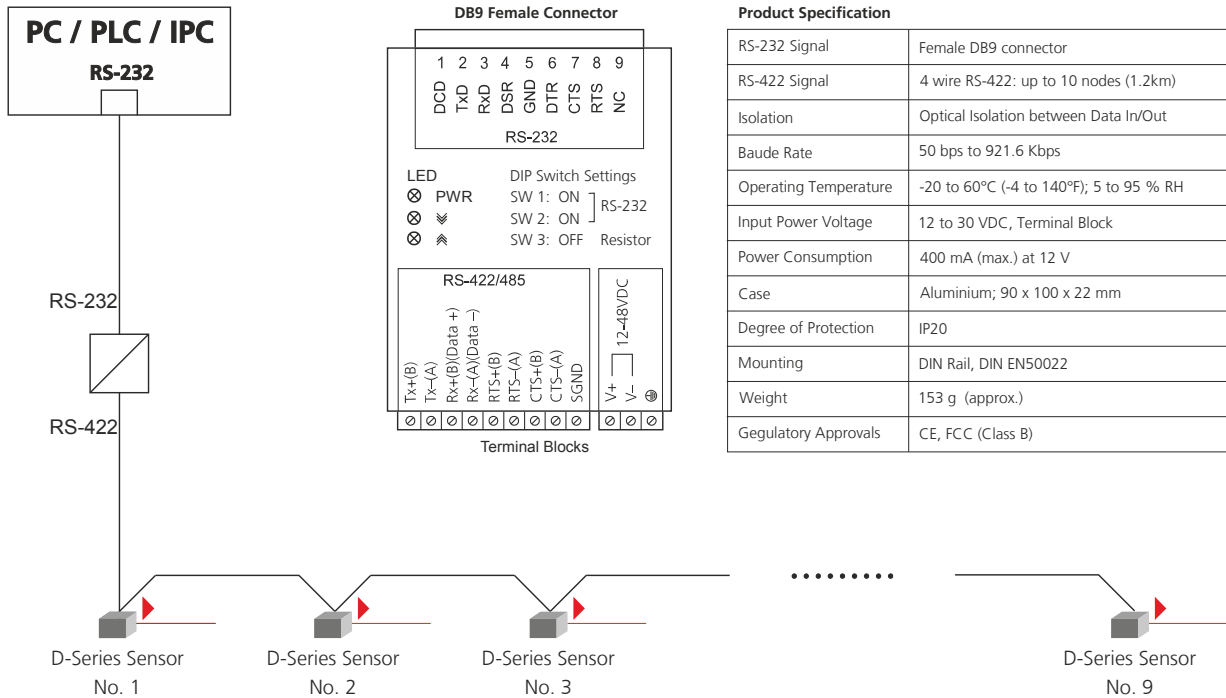 PC / PLC / IPC
RS-232
RS-232
RS-422
DB9 Female Connector
1 2 3 4 5 6 7 8 9
DCD TxD RxD DSR GND DTR CTS RTS NC
RS-232
LED
PWR
DIP Switch Settings
SW 1: ON
SW 2: ON
RS-232
SW 3: OFF Resistor
RS-422/485
Tx+(B)
Tx–(A)
Rx+(B)(Data +)
Rx–(A)(Data –)
RTS+(B)
RTS–(A)
CTS+(B)
CTS–(A)
SGND
12-48VDC
V+
V–
Terminal Blocks
Product Specification
RS-232 Signal Female DB9 connector
RS-422 Signal 4 wire RS-422: up to 10 nodes (1.2km)
Isolation Optical Isolation between Data In/Out
Baude Rate 50 bps to 921.6 Kbps
Operating Temperature -20 to 60°C (-4 to 140°F); 5 to 95 % RH
Input Power Voltage 12 to 30 VDC, Terminal Block
Power Consumption 400 mA (max.) at 12 V
Case Aluminium; 90 x 100 x 22 mm
Degree of Protection IP20
Mounting DIN Rail, DIN EN50022
Weight 153 g (approx.)
Gegulatory Approvals CE, FCC (Class B)
D-Series Sensor
No. 1
D-Series Sensor
No. 2
D-Series Sensor
No. 3
D-Series Sensor
No. 9